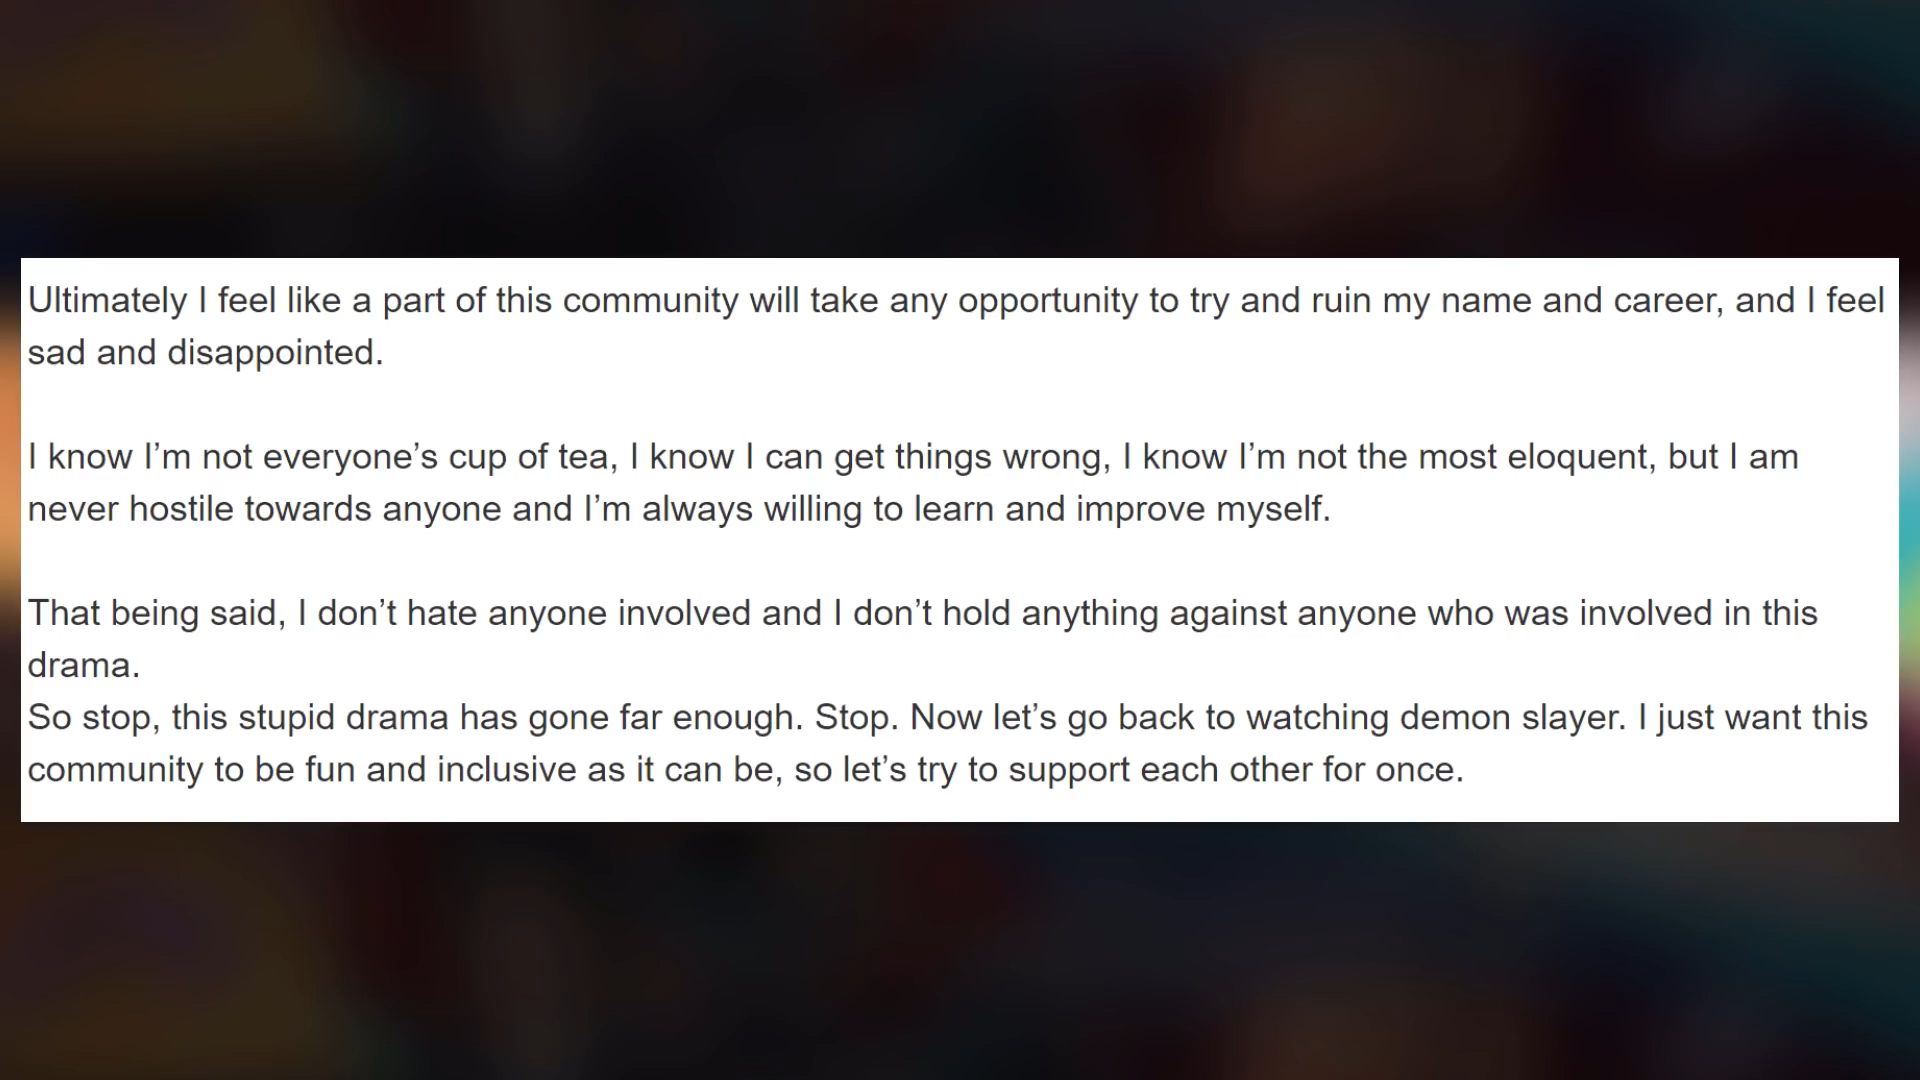 Ultimately I feel like a part of this community will take any opportunity to try and ruin my name and career, and I feel
sad and disappointed.
I know I’m not everyone’s cup of tea, I know I can get things wrong, I know I’m not the most eloquent, but I am
never hostile towards anyone and I’m always willing to learn and improve myself.
That being said, I don’t hate anyone involved and I don’t hold anything against anyone who was involved in this
drama.
So stop, this stupid drama has gone far enough. Stop. Now let’s go back to watching demon slayer. I just want this
community to be fun and inclusive as it can be, so let’s try to support each other for once.